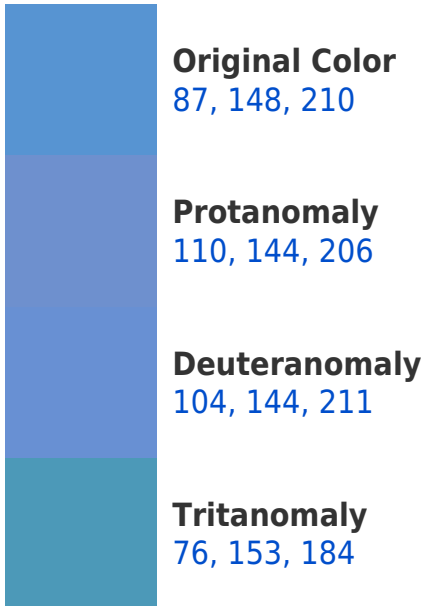 Original Color
87, 148, 210
Protanomaly
110, 144, 206
Deuteranomaly
104, 144, 211
Tritanomaly
76, 153, 184